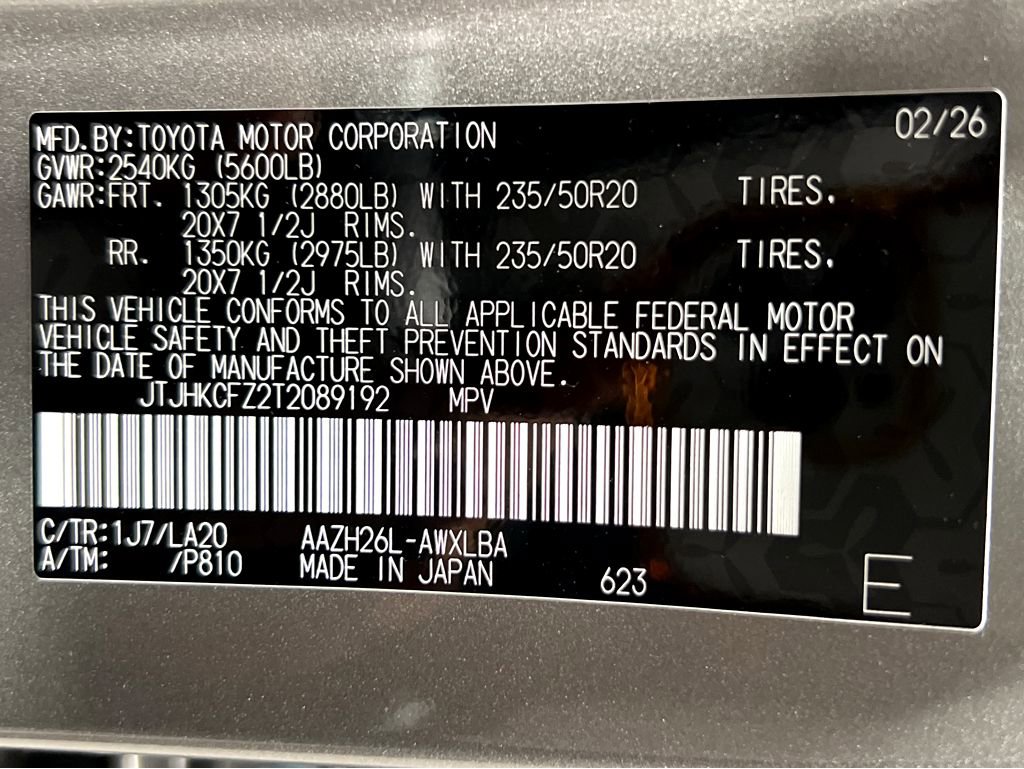 02/26
MFD.BY:TOYOTA MOTOR CORPORATION
GVWR:2540KG (5600LB)
GAWR:FRT. 1305KG (2880LB) WITH 235/50R20 TIRES.
20X7 1/2J RIMS.
RR. 1350KG (2975LB) WITH 235/50R20 TIRES.
20X7 1/2J RIMS.
THIS VEHICLE CONFORMS TO ALL APPLICABLE FEDERAL MOTOR
VEHICLE SAFETY AND THEFT PREVENTION STANDARDS IN EFFECT ON
THE DATE OF MANUFACTURE SHOWN ABOVE.
JTJHKCFZ2T2089192 MPV
C/TR:1J7/LA20 AAZH26L-AWXLBA
A/TM: /P810 MADE IN JAPAN 623
E